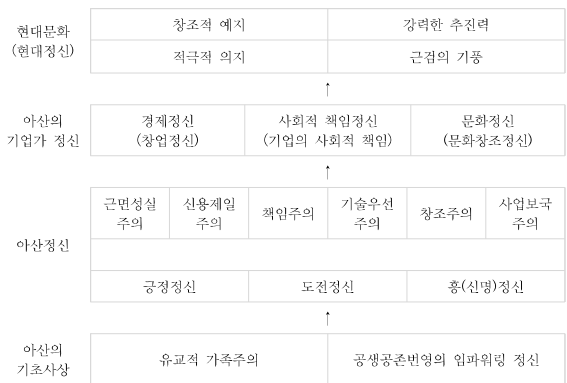 현대문화
(현대정신)
창조적 예지
강력한 추진력
적극적 의지
근검의 기풍
↑
아산의
기업가 정신
경제정신
(창업정신)
사회적 책임정신
(기업의 사회적 책임)
문화정신
(문화창조정신)
↑
아산정신
근면성실
주의
신용제일
주의
책임주의
기술우선
주의
창조주의
사업보국
주의
긍정정신
도전정신
흥(신명)정신
↑
아산의
기초사상
유교적 가족주의
공생공존번영의 임파워링 정신